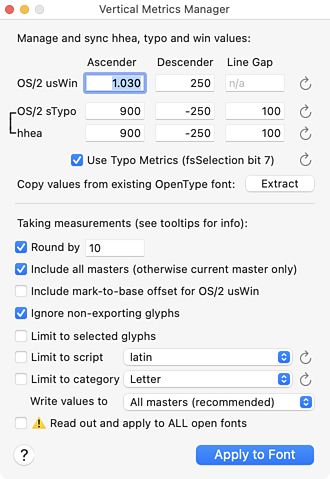 Vertical Metrics Manager
Manage and sync hhea, typo and win values:
Ascender Descender Line Gap
OS/2 usWin 1.030 250 n/a
OS/2 sTypo 900 -250 100
hhea 900 -250 100
Use Typo Metrics (fsSelection bit 7)
Copy values from existing OpenType font: Extract
Taking measurements (see tooltips for info):
Round by 10
Include all masters (otherwise current master only)
Include mark-to-base offset for OS/2 usWin
Ignore non-exporting glyphs
Limit to selected glyphs
Limit to script latin
Limit to category Letter
Write values to All masters (recommended)
⚠️ Read out and apply to ALL open fonts
? Apply to Font